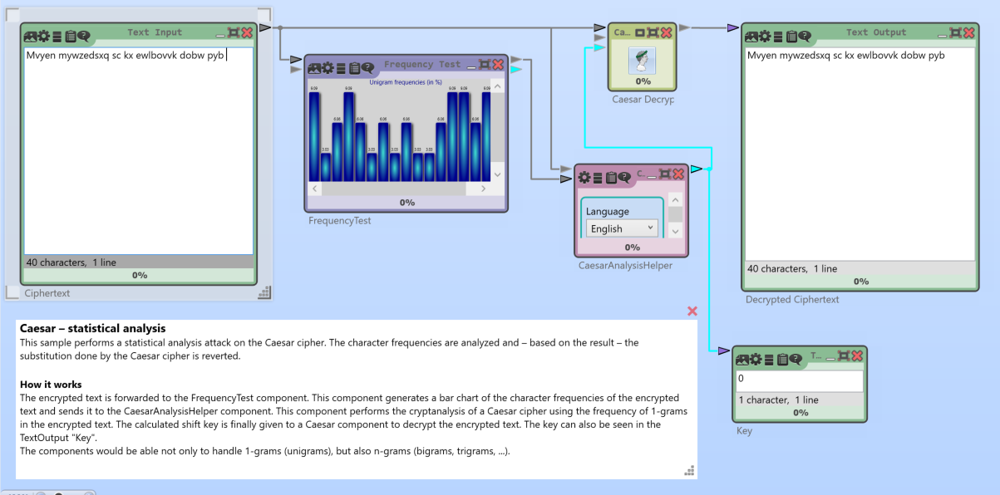 Text Input
Mvyen mywzedsxq sc kx ewlbovvk dobw pyb
40 characters, 1 line
0%
Ciphertext
Frequency Test
Unigram frequencies (in %)
9.09 3.03 6.06 9.09 6.06 3.03 6.06 3.03 6.06 3.03 3.03 6.06 9.09 9.09 6.06 9.09
0%
FrequencyTest
Ca...
0%
Caesar Decryp
C...
Language
English
0%
CaesarAnalysisHelper
Text Output
Mvyen mywzedsxq sc kx ewlbovvk dobw pyb
40 characters, 1 line
0%
Decrypted Ciphertext
T...
0
1 character, 1 line
0%
Key
Caesar – statistical analysis
This sample performs a statistical analysis attack on the Caesar cipher. The character frequencies are analyzed and – based on the result – the
substitution done by the Caesar cipher is reverted.
How it works
The encrypted text is forwarded to the FrequencyTest component. This component generates a bar chart of the character frequencies of the encrypted
text and sends it to the CaesarAnalysisHelper component. This component performs the cryptanalysis of a Caesar cipher using the frequency of 1-grams
in the encrypted text. The calculated shift key is finally given to a Caesar component to decrypt the encrypted text. The key can also be seen in the
TextOutput "Key".
The components would be able not only to handle 1-grams (unigrams), but also n-grams (bigrams, trigrams, ...).